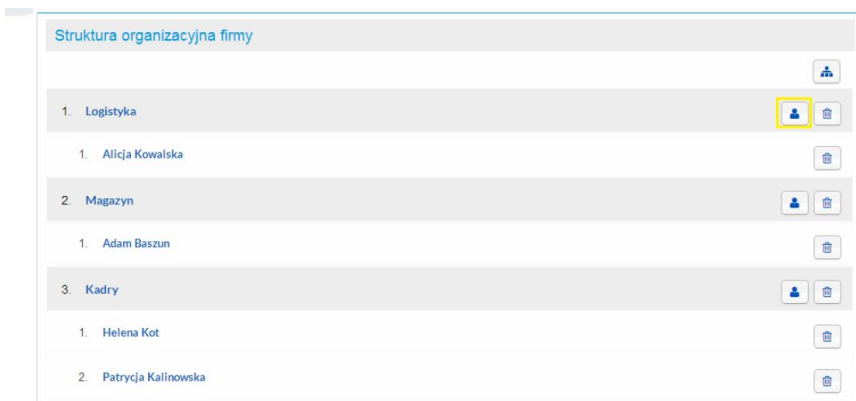 Struktura organizacyjna firmy
1. Logistyka
1. Alicja Kowalska
2. Magazyn
1. Adam Baszun
3. Kadry
1. Helena Kot
2. Patrycja Kalinowska